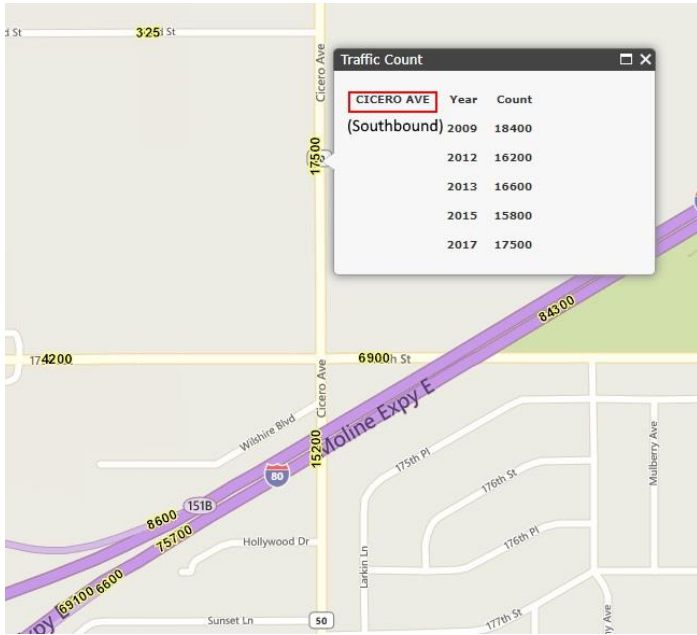 d St
325
d St
Cicero Ave
Traffic Count
CICERO AVE Year Count
(Southbound) 2009 18400
2012 16200
2013 16600
2015 15800
2017 17500
17500
84300
4200
6900
th St
Cicero Ave
Moline Expy E
Wilshire Blvd
15200
80
175th Pl
176th St
Mulberry Ave
151B
8600
75700
Hollywood Dr
Larkin Ln
176th Pl
69100
6600
Sunset Ln
50
177th St